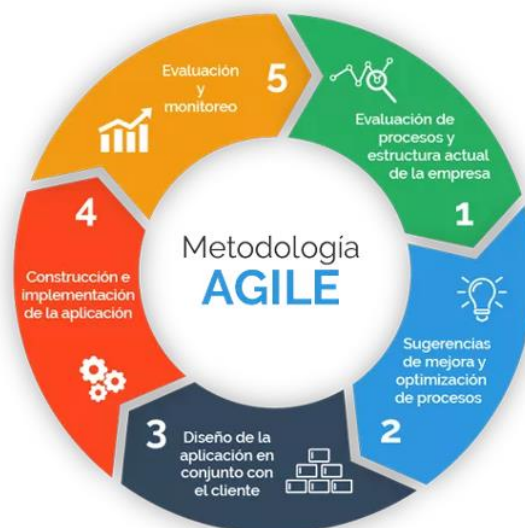 Metodología
AGILE
Evaluación de
procesos y
estructura actual
de la empresa
1
Sugerencias
de mejora y
optimización
de procesos
2
3
Diseño de la
aplicación en
conjunto con
el cliente
4
Construcción e
implementación
de la aplicación
5
Evaluación
y
monitoreo